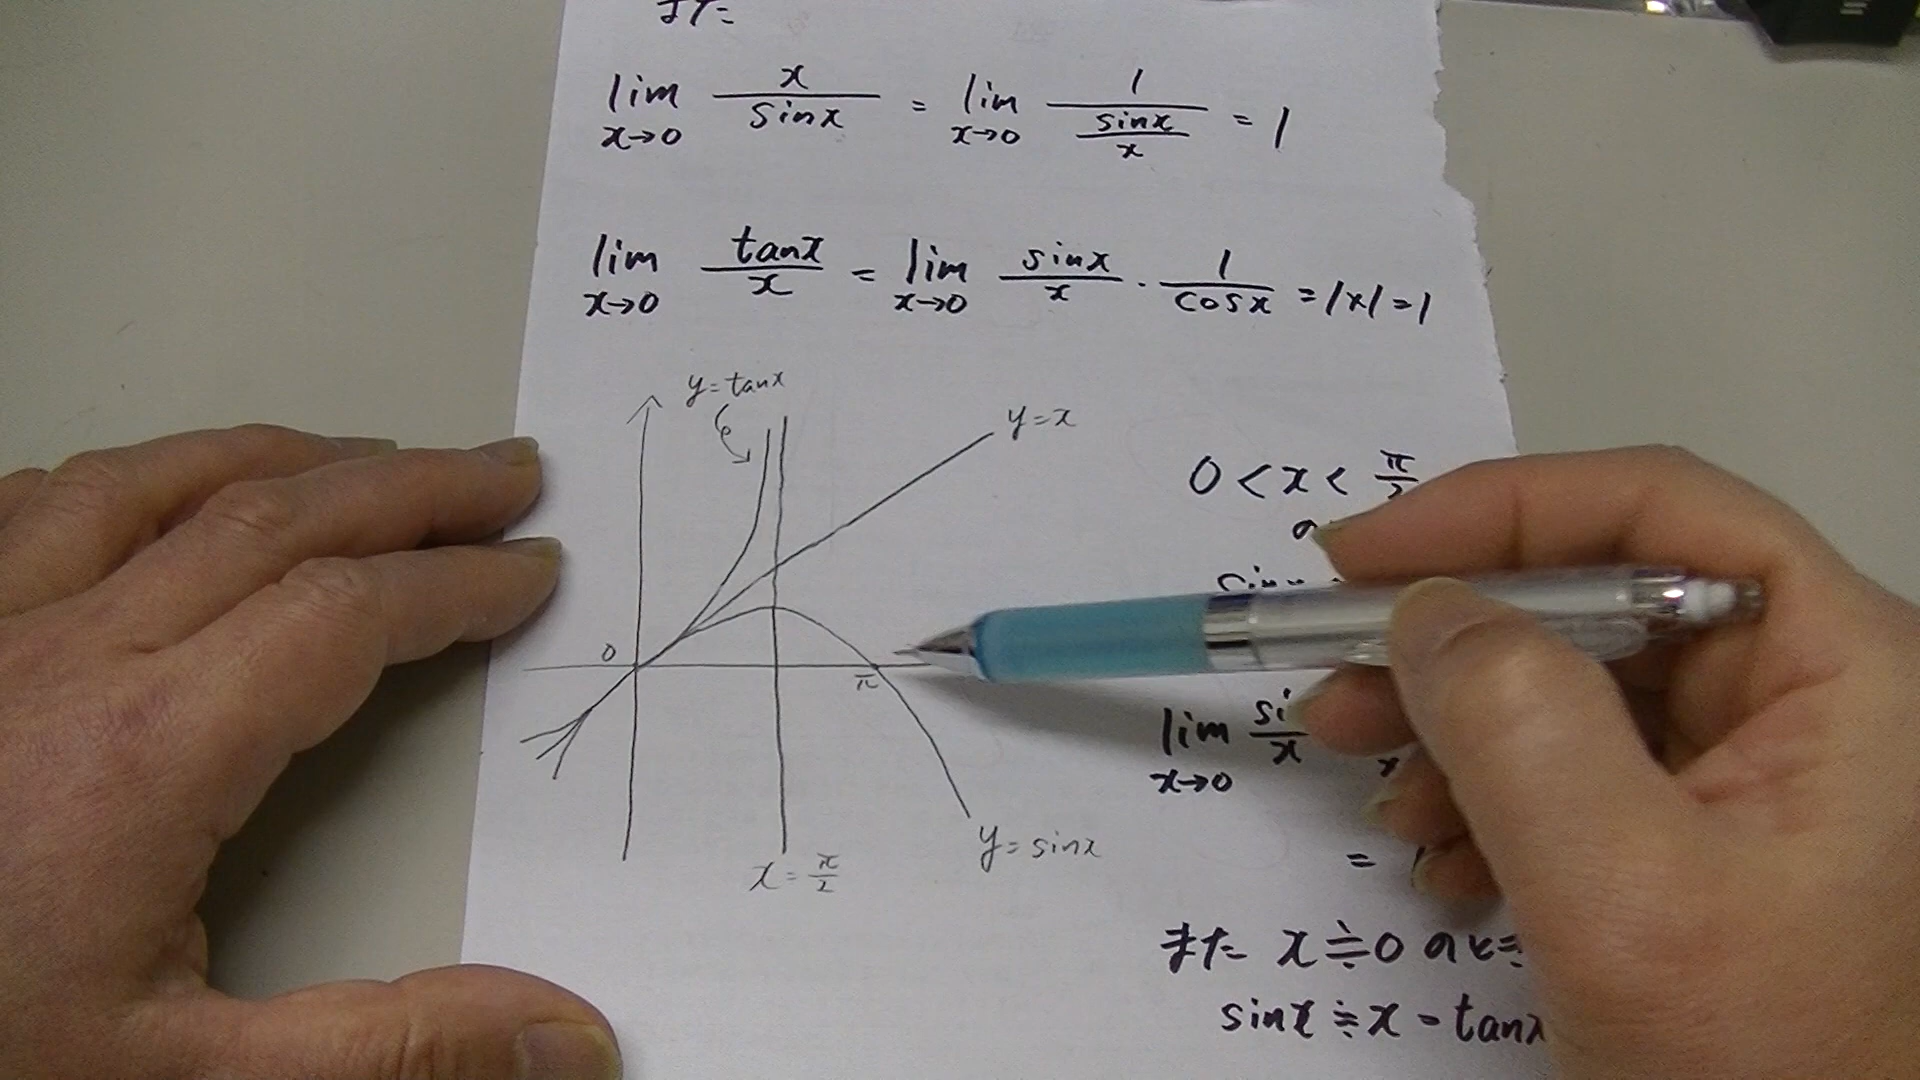 また
lim x→0 x/sinx = lim x→0 1/(sinx/x) = 1
lim x→0 tanx/x = lim x→0 sinx/x · 1/cosx = 1×1 = 1
y=tanx
y=x
0
π
x=π/2
y=sinx
0<x<π/2
lim x→0
=
また x≒0 のとき
sinx≒x=tanx